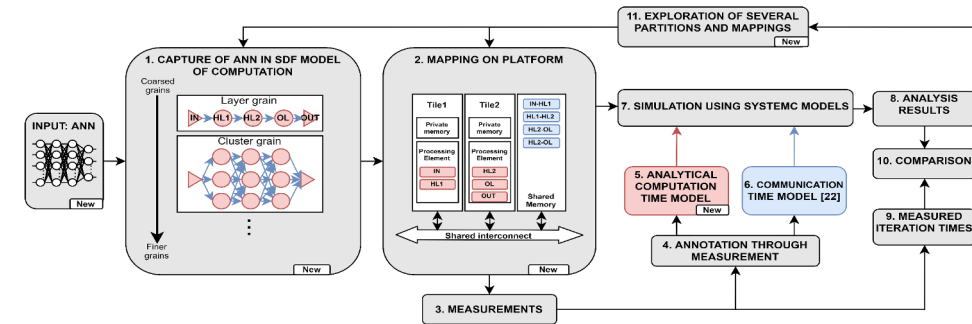 11. EXPLORATION OF SEVERAL
PARTITIONS AND MAPPINGS
New
INPUT: ANN
New
1. CAPTURE OF ANN IN SDF MODEL
OF COMPUTATION
Coarsed
grains
Layer grain
IN HL1 HL2 OL OUT
Cluster grain
Finer
grains
New
2. MAPPING ON PLATFORM
Tile1
Private
memory
Processing
Element
IN
HL1
Tile2
Private
memory
Processing
Element
HL2
OL
OUT
IN-HL1
HL1-HL2
HL2-OL
HL2-OL
Shared
Memory
Shared interconnect
New
3. MEASUREMENTS
7. SIMULATION USING SYSTEMC MODELS
5. ANALYTICAL
COMPUTATION
TIME MODEL
New
6. COMMUNICATION
TIME MODEL [22]
4. ANNOTATION THROUGH
MEASUREMENT
8. ANALYSIS
RESULTS
10. COMPARISON
9. MEASURED
ITERATION TIMES